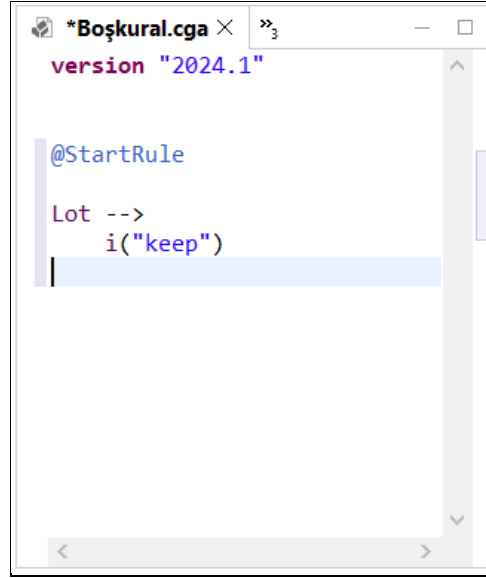 *Boşkural.cga
»3
version "2024.1"
@StartRule
Lot -->
i("keep")